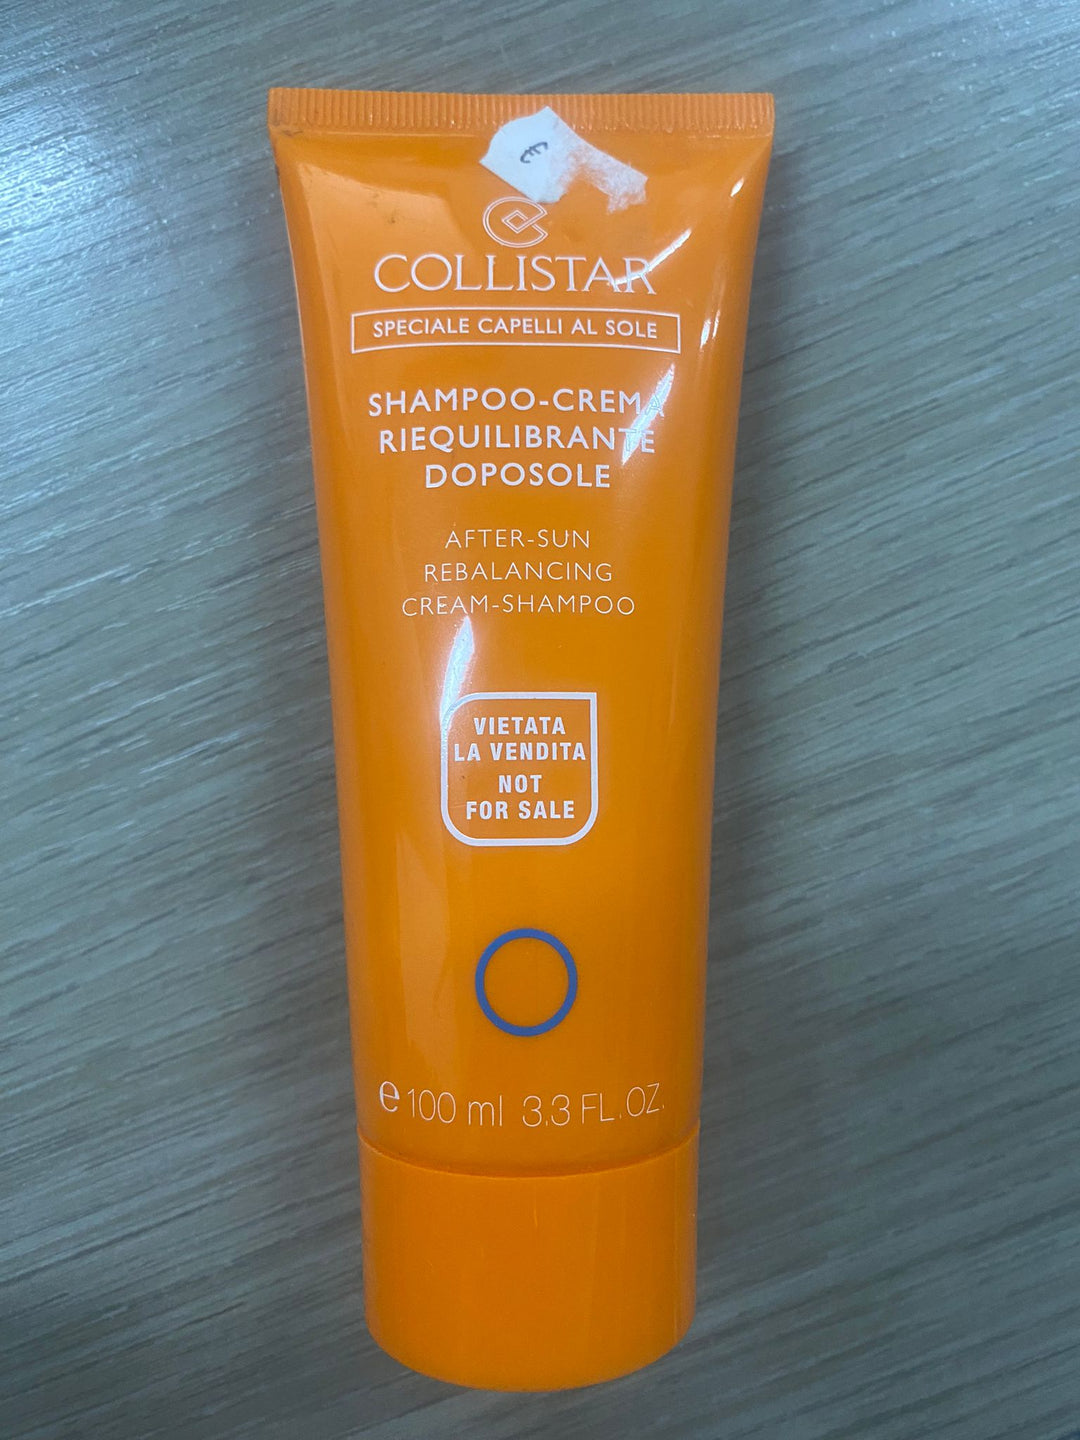 COLLISTAR
SPECIALE CAPELLI AL SOLE
SHAMPOO-CREMA
RIEQUILIBRANTE
DOPOSOLE
AFTER-SUN
REBALANCING
CREAM-SHAMPOO
VIETATA
LA VENDITA
NOT
FOR SALE
e 100 ml 3.3 FL.OZ.